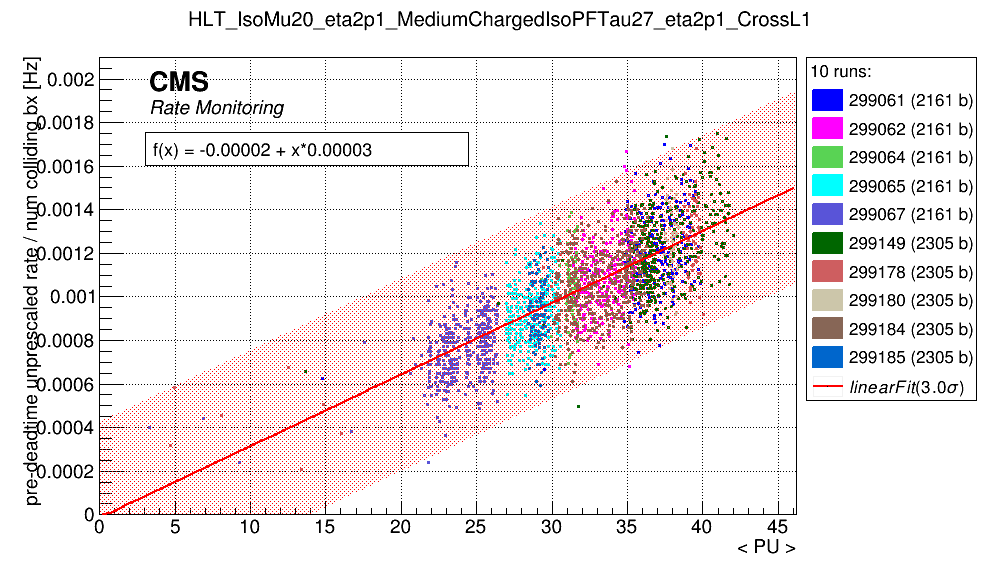 HLT_IsoMu20_eta2p1_MediumChargedIsoPFTau27_eta2p1_CrossL1
pre-deadtime unprescaled rate / num colliding bx [Hz]
CMS
Rate Monitoring
f(x) = -0.00002 + x*0.00003
0.002
0.0018
0.0016
0.0014
0.0012
0.001
0.0008
0.0006
0.0004
0.0002
0
0 5 10 15 20 25 30 35 40 45
< PU >
10 runs:
299061 (2161 b)
299062 (2161 b)
299064 (2161 b)
299065 (2161 b)
299067 (2161 b)
299149 (2305 b)
299178 (2305 b)
299180 (2305 b)
299184 (2305 b)
299185 (2305 b)
linearFit(3.0σ)